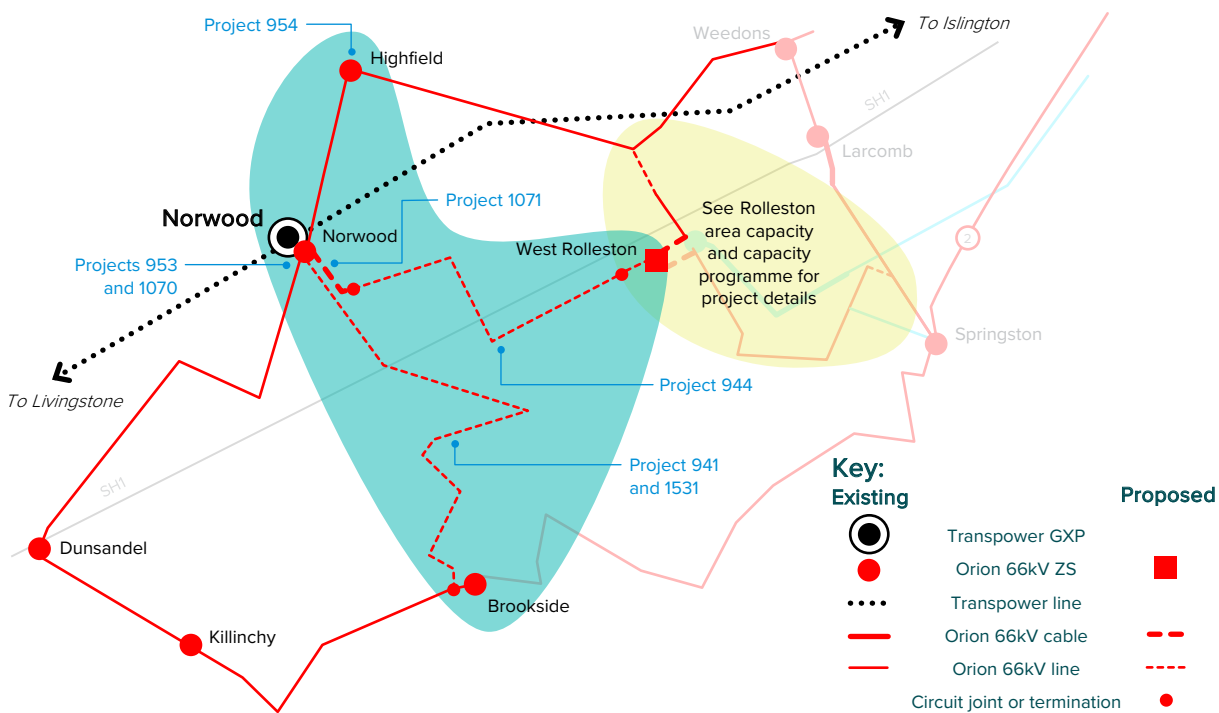 Project 954
To Islington
Weedons
Highfield
SH1
Larcomb
Project 1071
Norwood
Norwood
See Rolleston
area capacity
and capacity
programme for
project details
West Rolleston
2
Projects 953
and 1070
Springston
Project 944
To Livingstone
Project 941
and 1531
SH1
Dunsandel
Brookside
Killinchy
Key:
Existing
Proposed
Transpower GXP
Orion 66kV ZS
Transpower line
Orion 66kV cable
Orion 66kV line
Circuit joint or termination